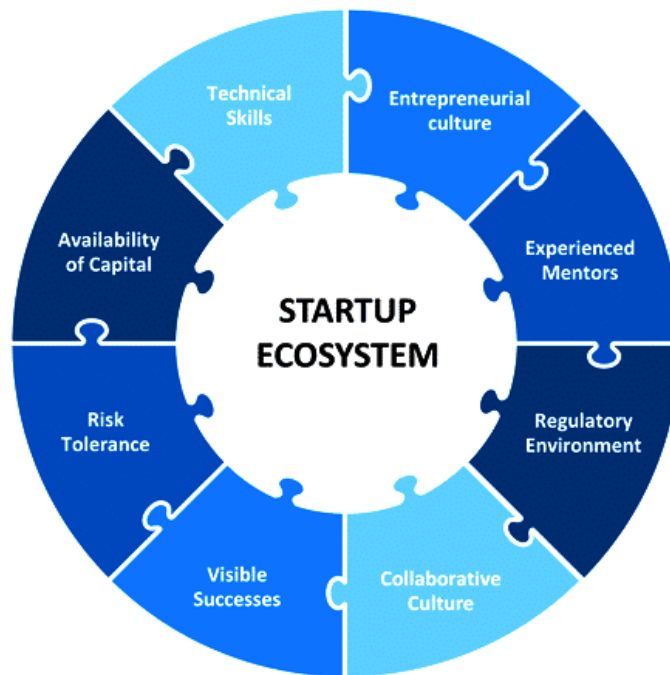 STARTUP
ECOSYSTEM
Technical
Skills
Entrepreneurial
culture
Experienced
Mentors
Regulatory
Environment
Collaborative
Culture
Visible
Successes
Risk
Tolerance
Availability
of Capital